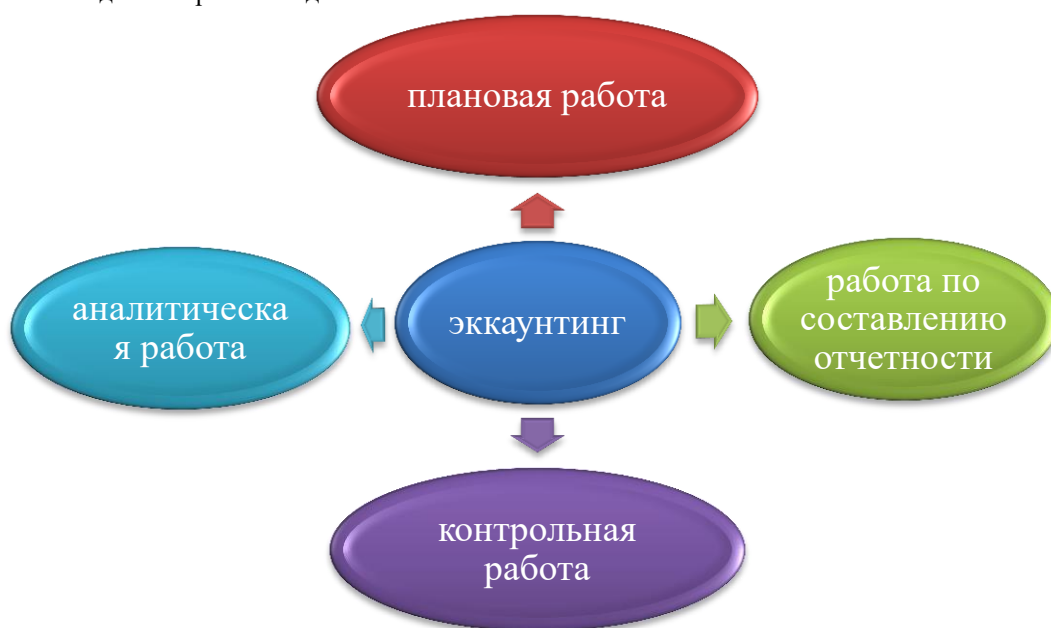 плановая работа
аналитическа
я работа
эккаунтинг
работа по
составлению
отчетности
контрольная
работа